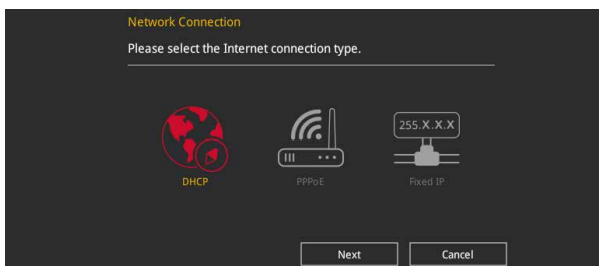 Network Connection
Please select the Internet connection type.
255.X.X.X
DHCP
PPPoE
Fixed IP
Next
Cancel